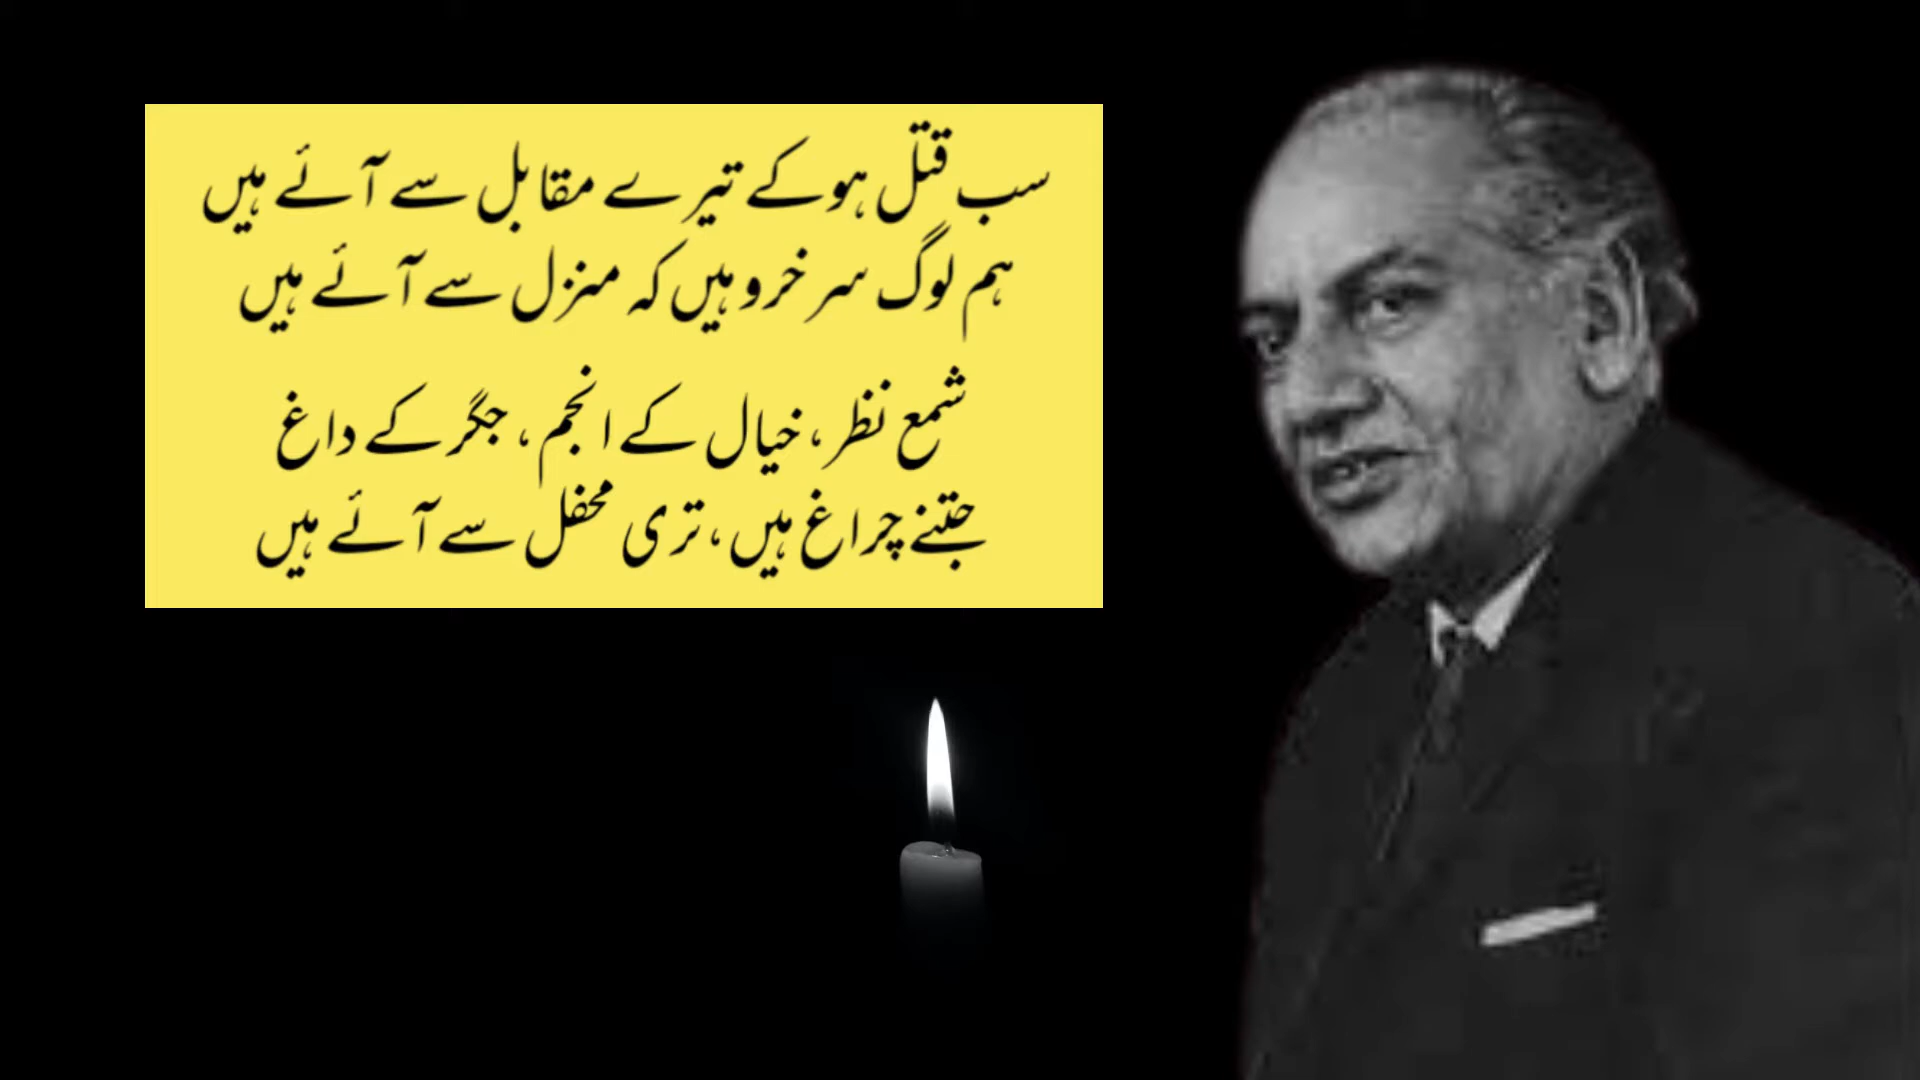 سب قتل ہو کے تیرے مقابل سے آئے ہیں
ہم لوگ سرخرو ہیں کہ منزل سے آئے ہیں
شمع نظر، خیال کے انجم، جگر کے داغ
جتنے چراغ ہیں، تری محفل سے آئے ہیں